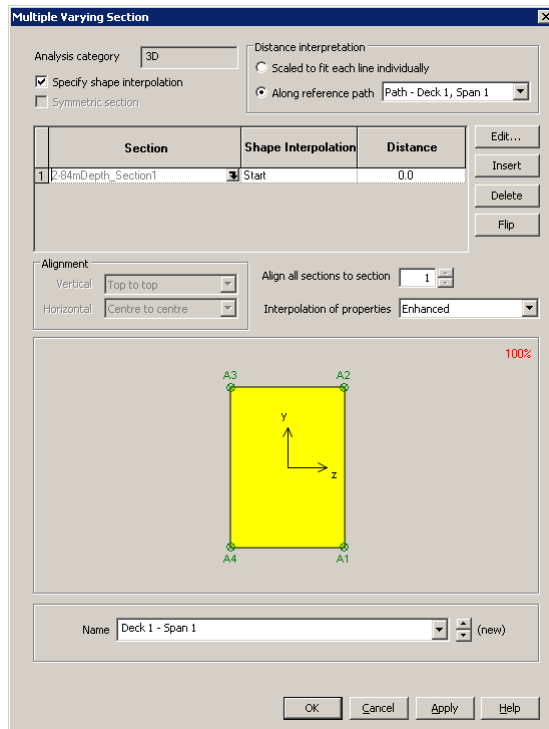 Multiple Varying Section
Analysis category 3D
Specify shape interpolation
Symmetric section
Distance interpretation
Scaled to fit each line individually
Along reference path Path - Deck 1, Span 1
Section Shape Interpolation Distance
1 2-84mDepth_Section1 Start 0.0
Edit...
Insert
Delete
Flip
Alignment
Vertical Top to top
Horizontal Centre to centre
Align all sections to section 1
Interpolation of properties Enhanced
100%
A3 A2
y
z
A4 A1
Name Deck 1 - Span 1 (new)
OK Cancel Apply Help